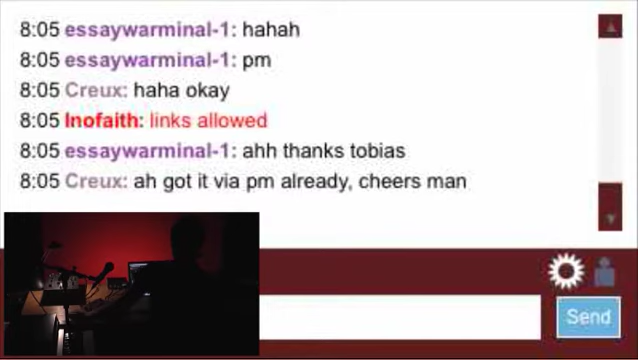 8:05 essaywarminal-1: hahah
8:05 essaywarminal-1: pm
8:05 Creux: haha okay
8:05 Inofaith: links allowed
8:05 essaywarminal-1: ahh thanks tobias
8:05 Creux: ah got it via pm already, cheers man
Send